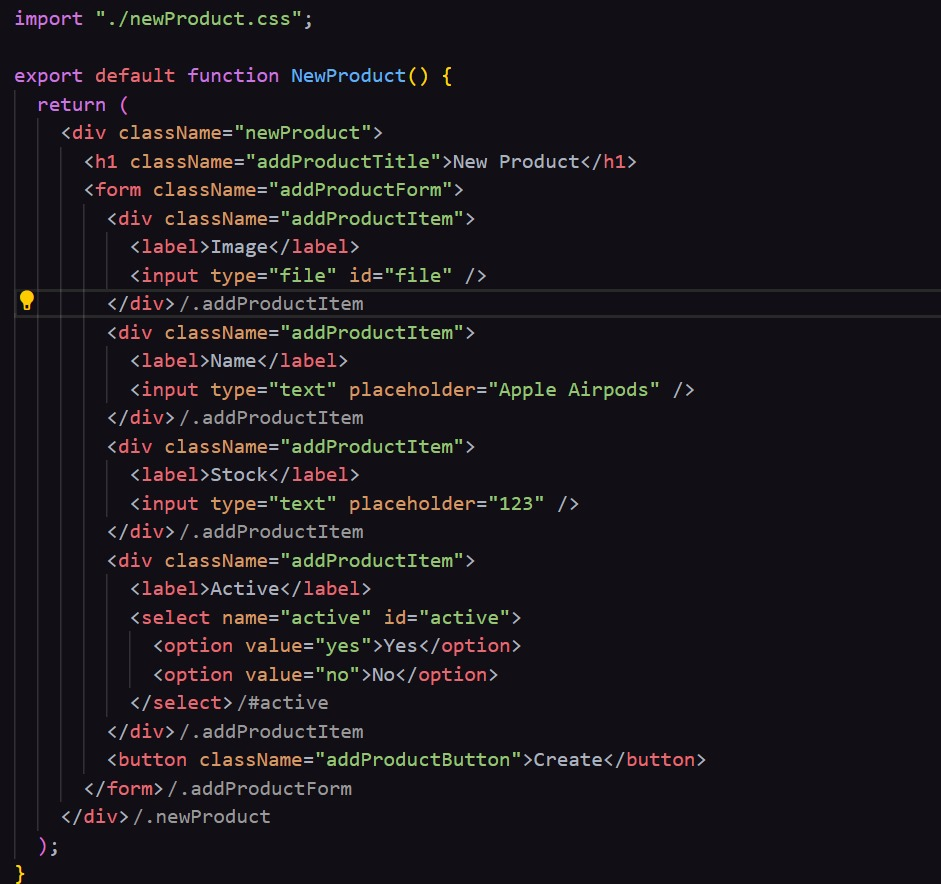 import "./newProduct.css";

export default function NewProduct() {
  return (
    <div className="newProduct">
      <h1 className="addProductTitle">New Product</h1>
      <form className="addProductForm">
        <div className="addProductItem">
          <label>Image</label>
          <input type="file" id="file" />
        </div>/.addProductItem
        <div className="addProductItem">
          <label>Name</label>
          <input type="text" placeholder="Apple Airpods" />
        </div>/.addProductItem
        <div className="addProductItem">
          <label>Stock</label>
          <input type="text" placeholder="123" />
        </div>/.addProductItem
        <div className="addProductItem">
          <label>Active</label>
          <select name="active" id="active">
            <option value="yes">Yes</option>
            <option value="no">No</option>
          </select>/#active
        </div>/.addProductItem
        <button className="addProductButton">Create</button>
      </form>/.addProductForm
    </div>/.newProduct
  );
}